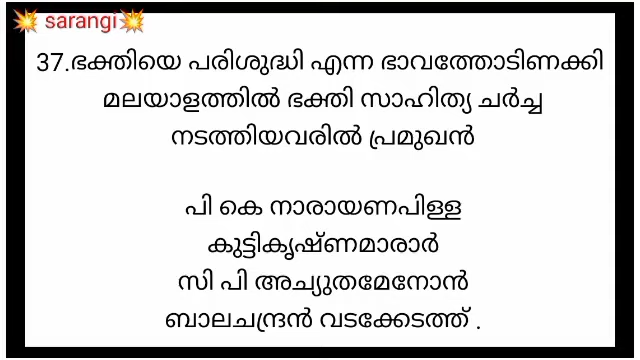 💥 sarangi💥
37.ഭക്തിയെ പരിശുദ്ധി എന്ന ഭാവത്തോടിണക്കി
മലയാളത്തിൽ ഭക്തി സാഹിത്യ ചർച്ച
നടത്തിയവരിൽ പ്രമുഖൻ
പി കെ നാരായണപിള്ള
കുട്ടികൃഷ്ണമാരാർ
സി പി അച്യുതമേനോൻ
ബാലചന്ദ്രൻ വടക്കേടത്ത് .